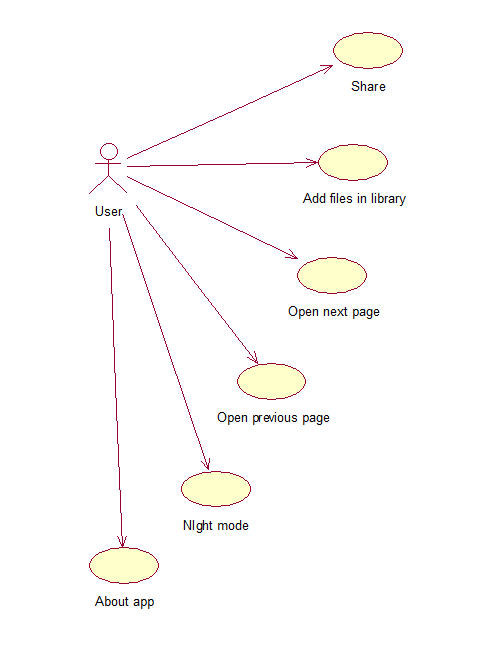 Share
Add files in library
User
Open next page
Open previous page
NIght mode
About app